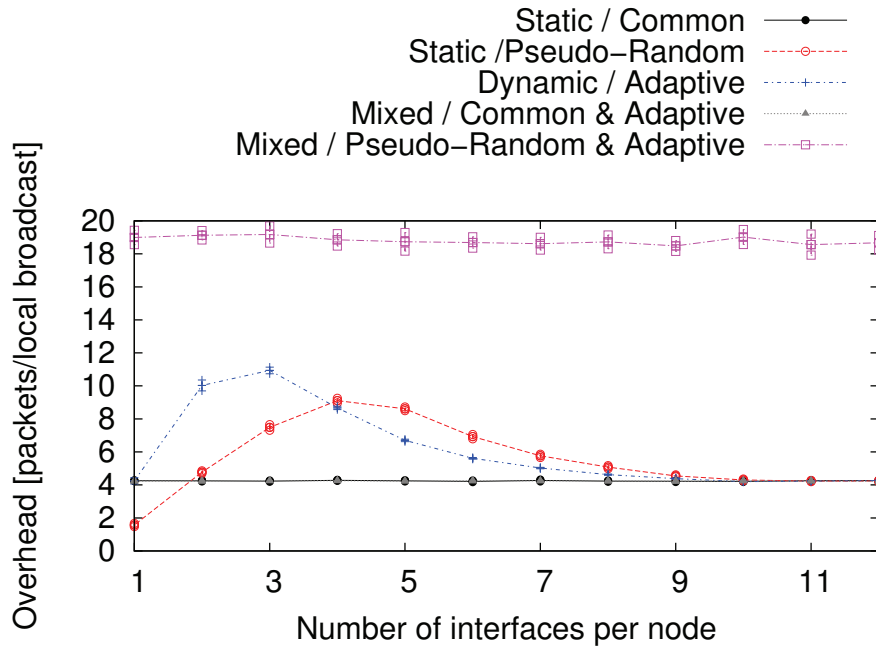 Static / Common
Static /Pseudo-Random
Dynamic / Adaptive
Mixed / Common & Adaptive
Mixed / Pseudo-Random & Adaptive
Overhead [packets/local broadcast]
20
18
16
14
12
10
8
6
4
2
0
1 3 5 7 9 11
Number of interfaces per node